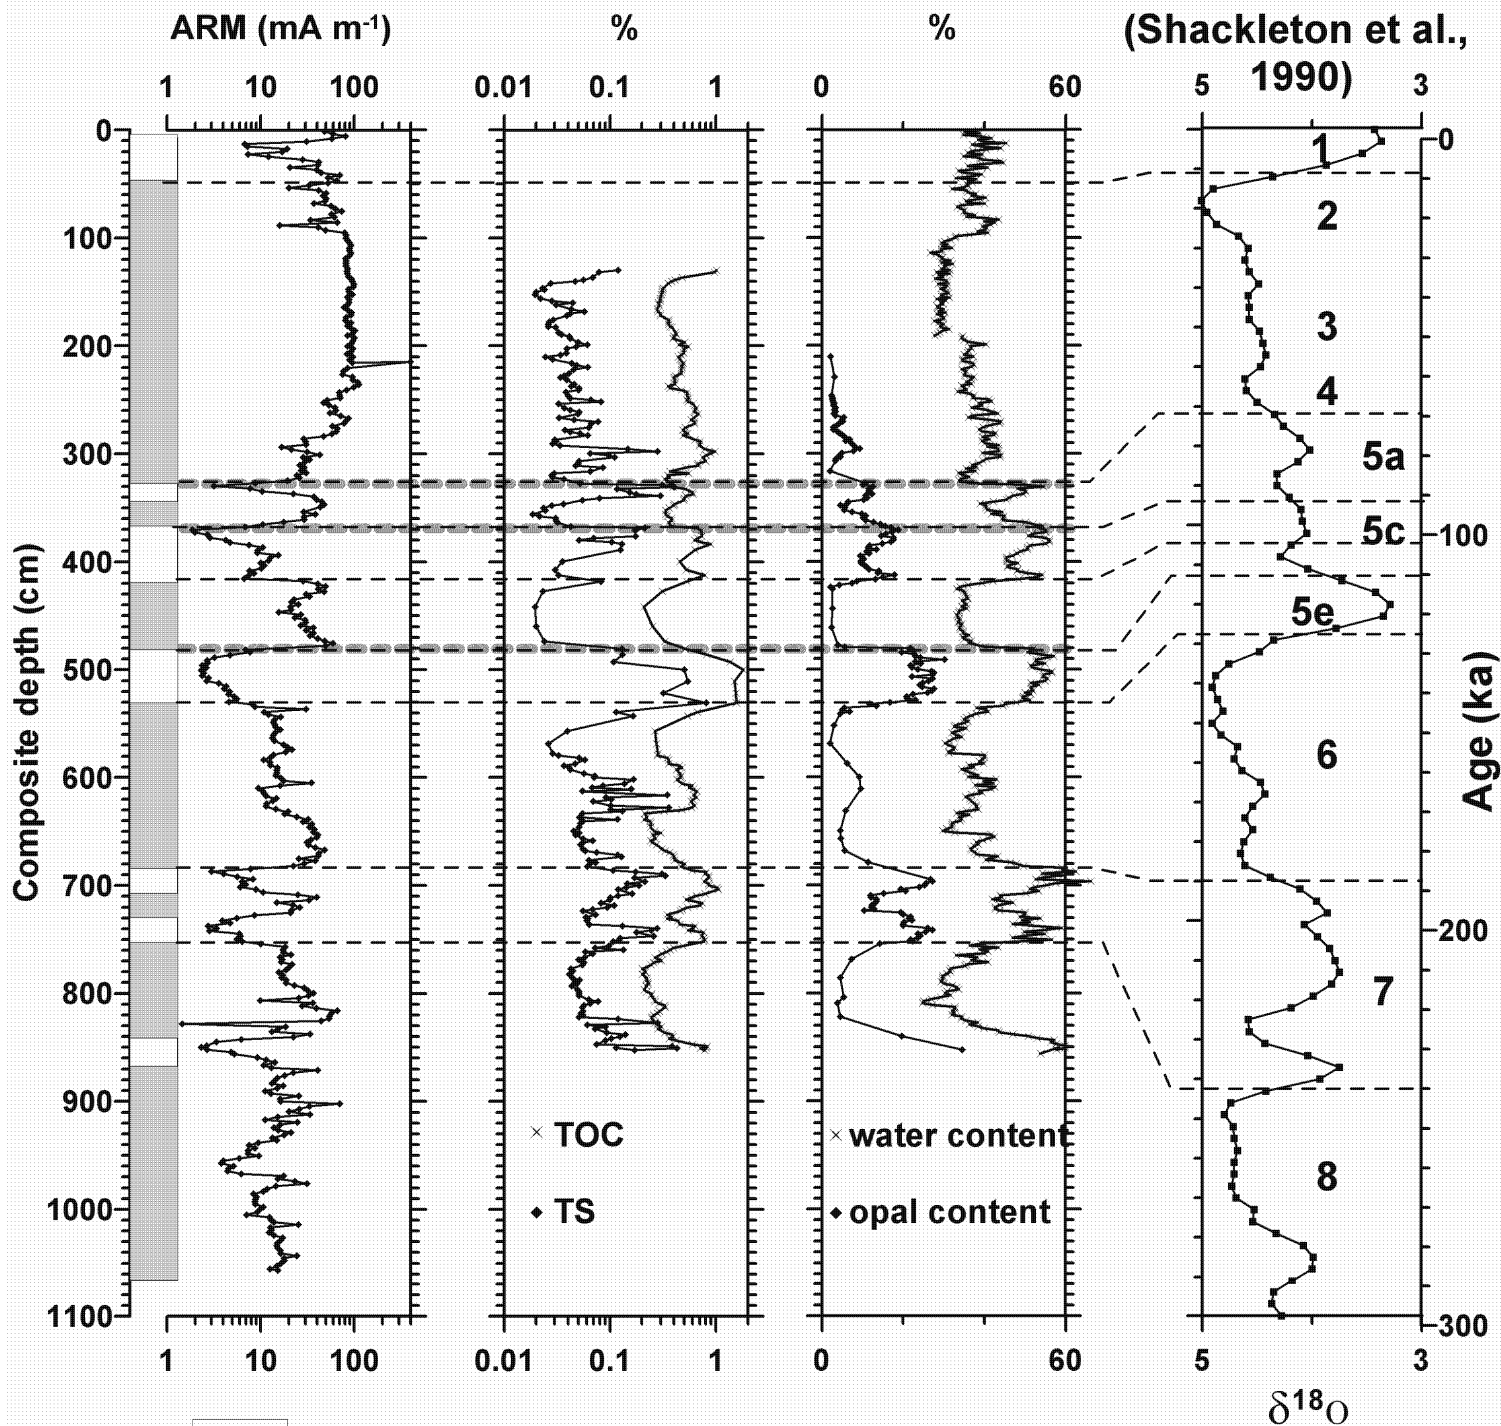 ARM (mA m-1) % % (Shackleton et al.,
1990)
1 10 100 0.01 0.1 1 0 60 5 3
0 0
1
2
100
3
200
4
300
5a
5c 100
400
5e
500
600 6
700
200
800 7
900
TOC water content
8
1000 TS opal content
1100 300
1 10 100 0.01 0.1 1 0 60 5 3
δ18O
Composite depth (cm)
Age (ka)